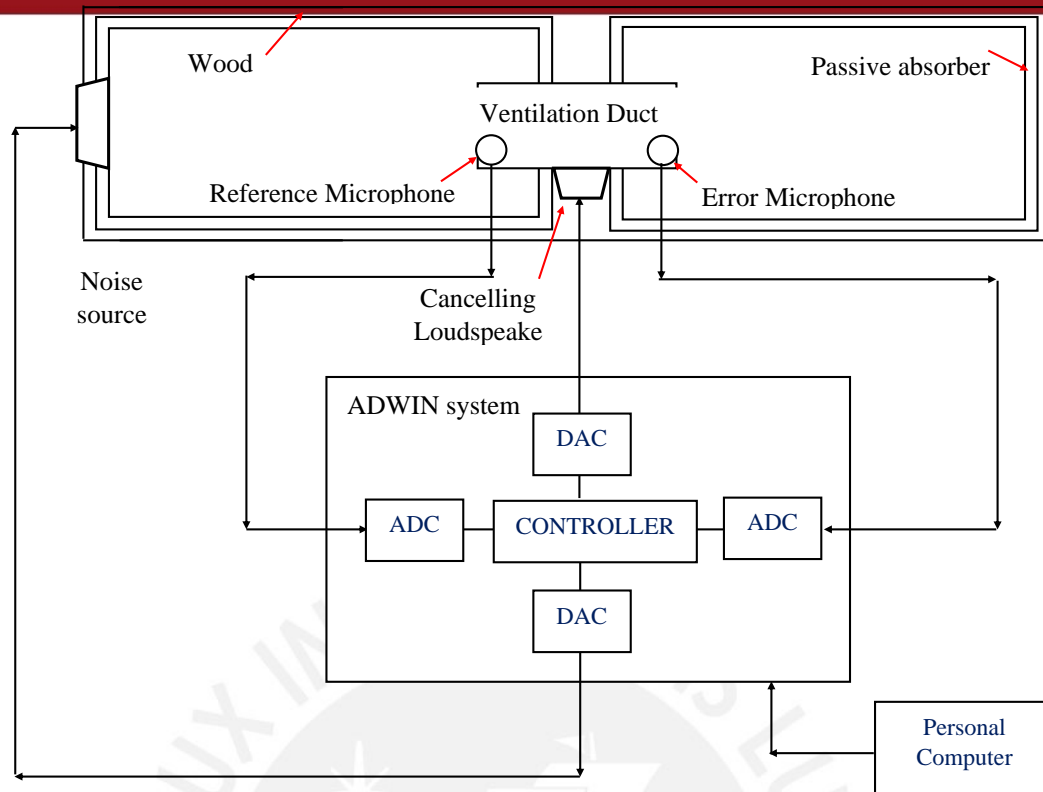 Wood
Passive absorber
Ventilation Duct
Reference Microphone
Error Microphone
Noise
source
Cancelling
Loudspeake
ADWIN system
DAC
ADC
CONTROLLER
ADC
DAC
Personal
Computer